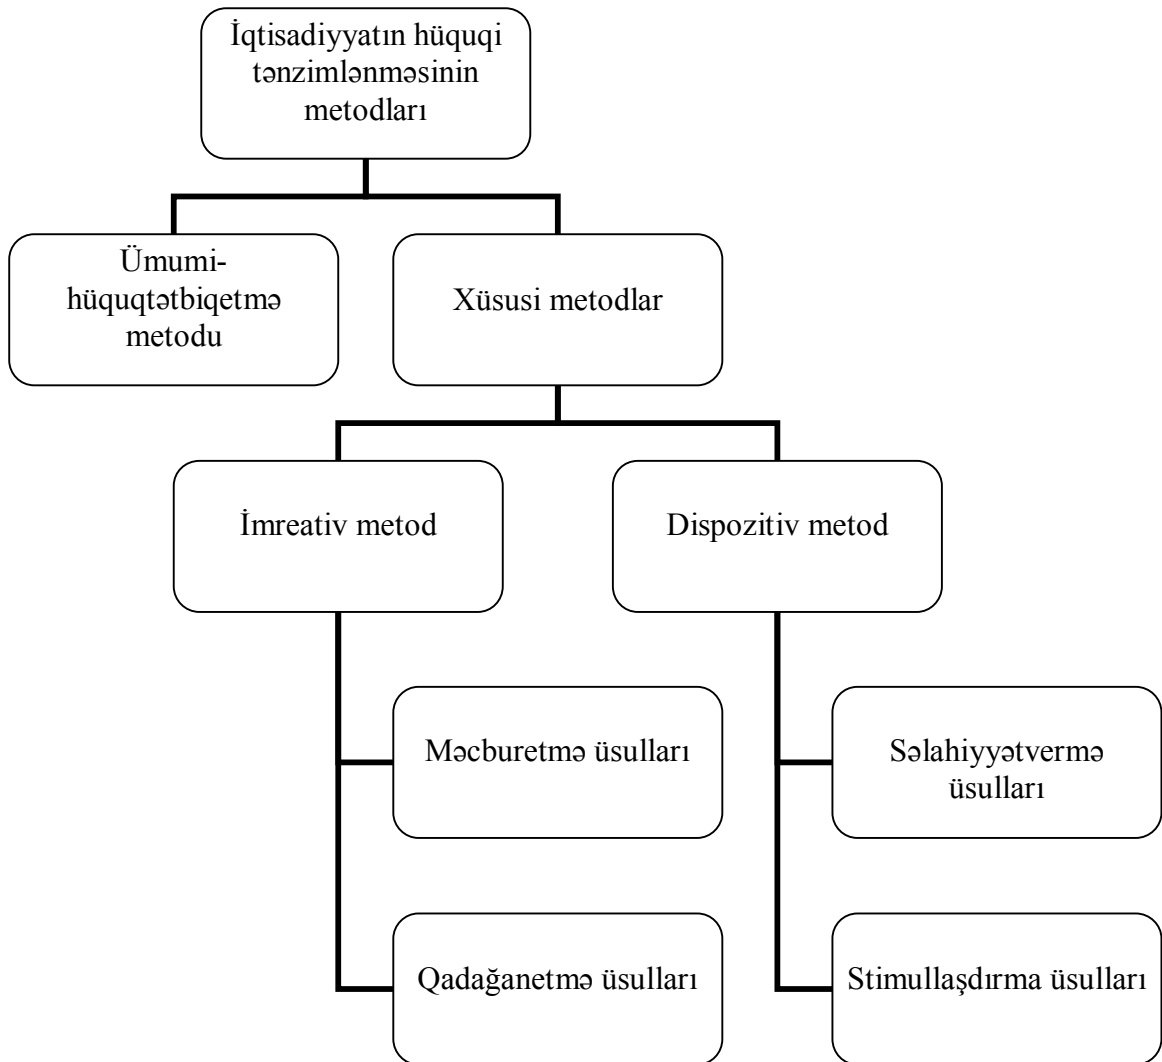 İqtisadiyyatın hüquqi
tənzimlənməsinin
metodları
Ümumi-
hüquqtətbiqetmə
metodu
Xüsusi metodlar
İmreativ metod
Dispozitiv metod
Məcburetmə üsulları
Səlahiyyətvermə
üsulları
Qadağanetmə üsulları
Stimullaşdırma üsulları